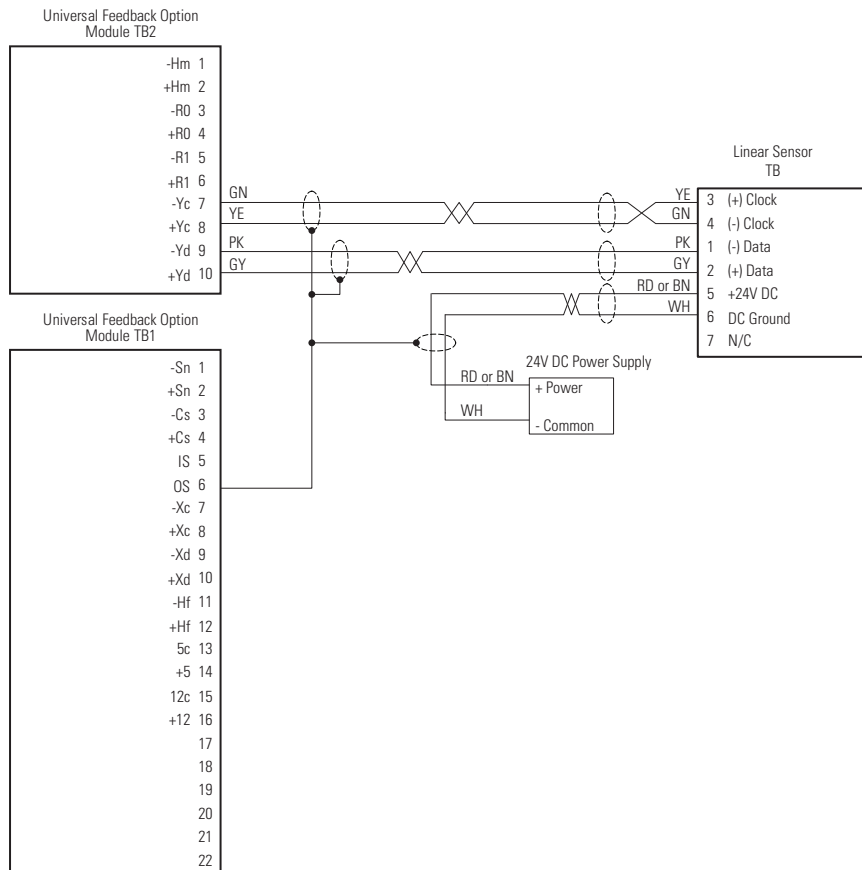 Universal Feedback Option
Module TB2
-Hm 1
+Hm 2
-R0 3
+R0 4
-R1 5
+R1 6
-Yc 7
+Yc 8
-Yd 9
+Yd 10
GN
YE
PK
GY
Linear Sensor
TB
YE
GN
PK
GY
RD or BN
WH
3 (+) Clock
4 (-) Clock
1 (-) Data
2 (+) Data
5 +24V DC
6 DC Ground
7 N/C
24V DC Power Supply
RD or BN
+ Power
WH
- Common
Universal Feedback Option
Module TB1
-Sn 1
+Sn 2
-Cs 3
+Cs 4
IS 5
OS 6
-Xc 7
+Xc 8
-Xd 9
+Xd 10
-Hf 11
+Hf 12
5c 13
+5 14
12c 15
+12 16
17
18
19
20
21
22